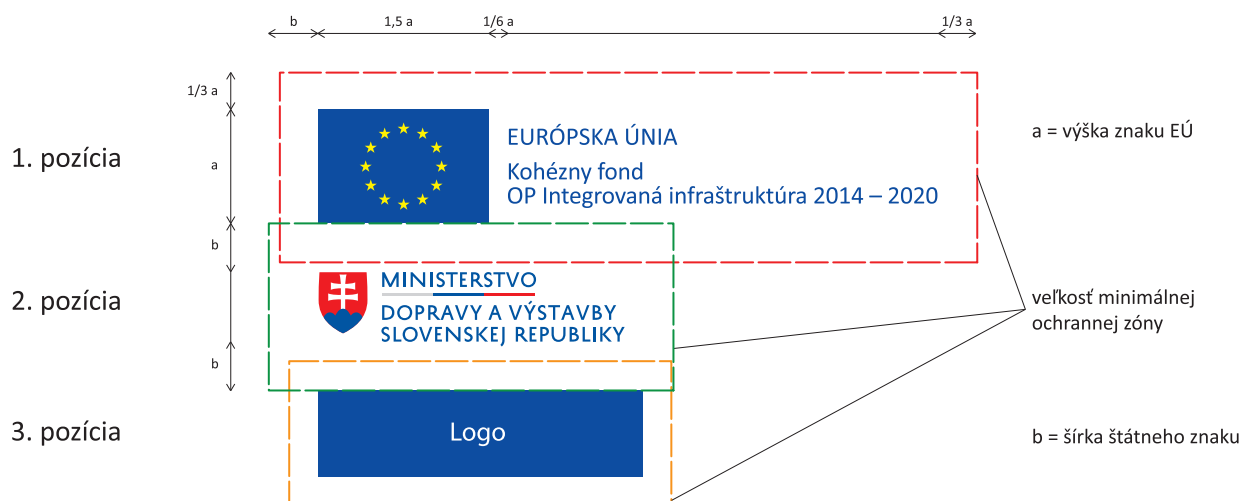 b
1,5 a
1/6 a
1/3 a
1/3 a
a
b
b
1. pozícia
EURÓPSKA ÚNIA
Kohézny fond
OP Integrovaná infraštruktúra 2014 – 2020
a = výška znaku EÚ
2. pozícia
MINISTERSTVO
DOPRAVY A VÝSTAVBY
SLOVENSKEJ REPUBLIKY
veľkosť minimálnej
ochrannej zóny
3. pozícia
Logo
b = šírka štátneho znaku